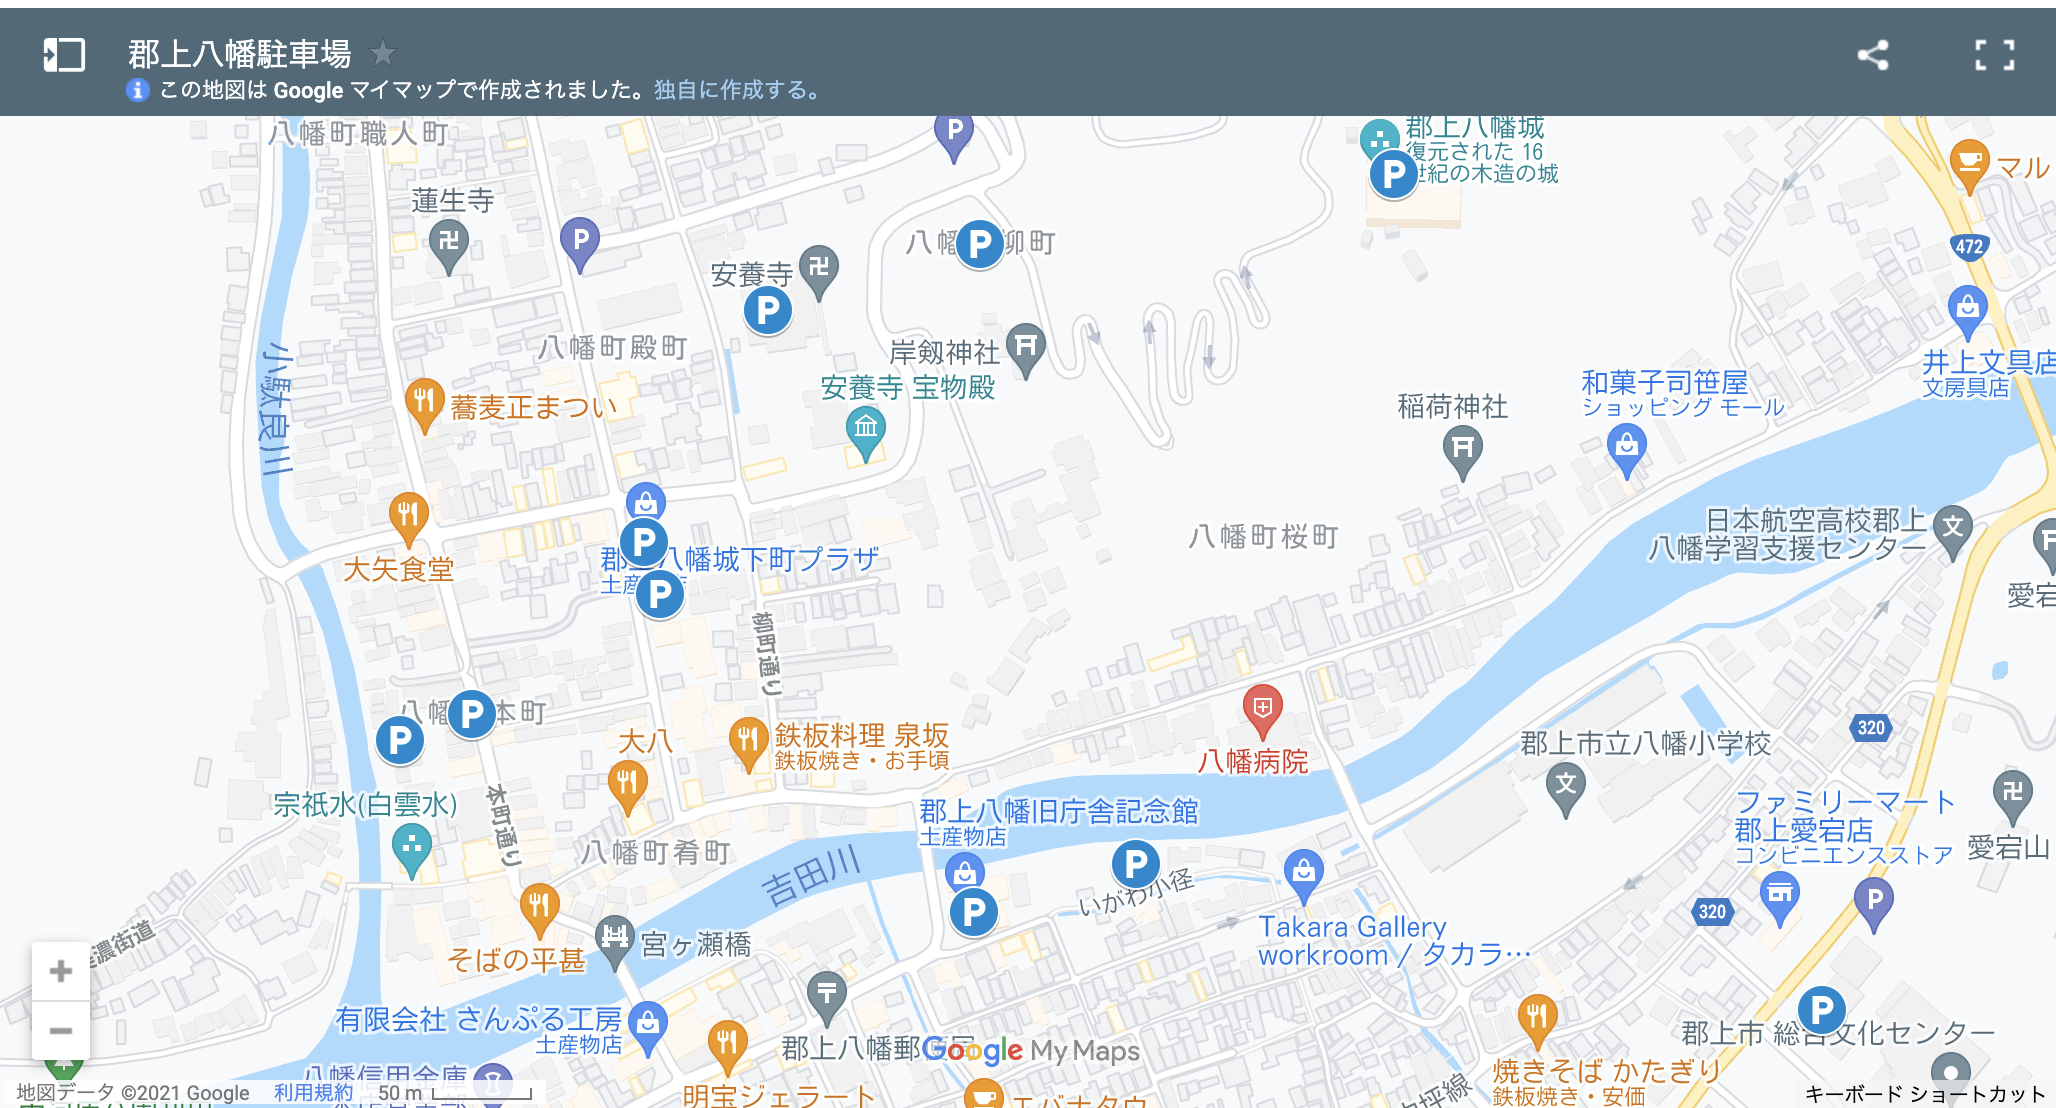 郡上八幡駐車場
この地図は Google マイマップで作成されました。独自に作成する。
八幡町職人町
郡上八幡城
復元された 16
世紀の木造の城
マル
蓮生寺
P
P
P
472
八幡 柳町
P
安養寺
P
八幡町殿町
岸剱神社
安養寺 宝物殿
小駄良川
蕎麦正まつい
稲荷神社
和菓子司笹屋
ショッピング モール
井上文具店
文房具店
大矢食堂
P
郡上八幡城下町プラザ
土産
P
八幡町桜町
日本航空高校郡上
八幡学習支援センター
文
愛宕
柳町通り
八幡 本町
P
P
大八
鉄板料理 泉坂
鉄板焼き・お手頃
八幡病院
郡上市立八幡小学校
文
320
宗祇水(白雲水)
本町通り
八幡町肴町
郡上八幡旧庁舎記念館
土産物店
P
P
吉田川
いがわ小径
ファミリーマート
郡上愛宕店
コンビニエンスストア
愛宕山
320
P
Takara Gallery
workroom / タカラ…
そばの平甚
宮ヶ瀬橋
濃街道
有限会社 さんぷる工房
土産物店
郡上八幡郵
Google My Maps
P
郡上市 総合文化センター
焼きそば かたぎり
鉄板焼き・安価
八幡信用金庫
明宝ジェラート
エバナタウ
坪線
地図データ ©2021 Google
利用規約
50 m
キーボード ショートカット